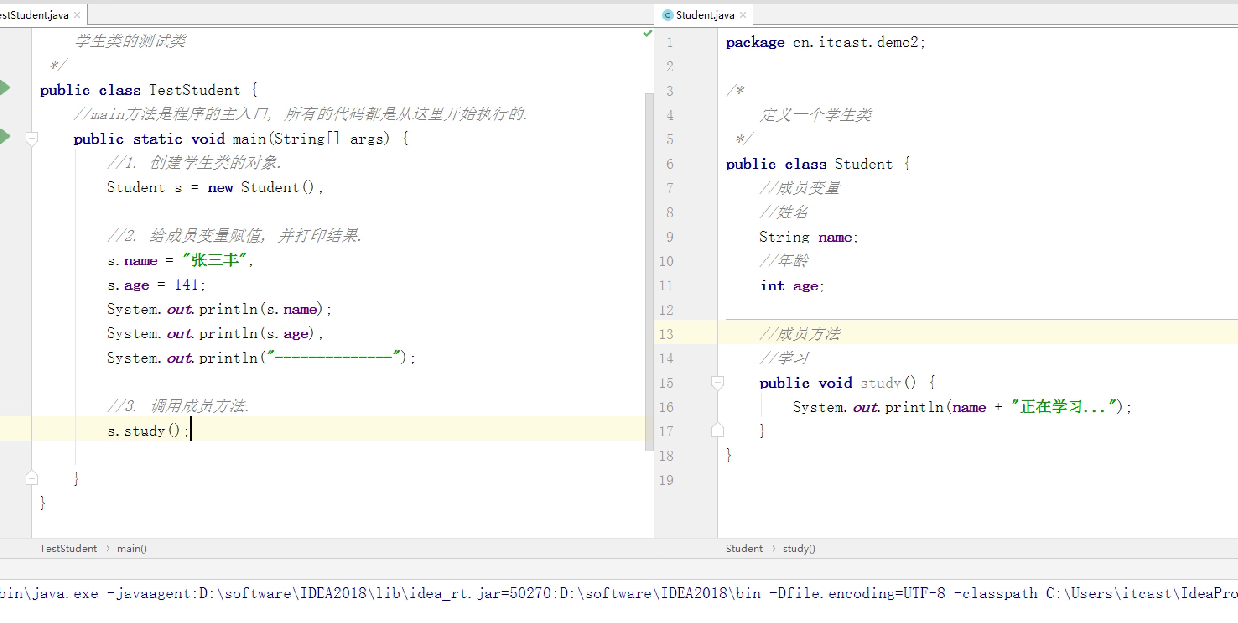 estStudent.java
学生类的测试类
*/
public class TestStudent {
//main方法是程序的主入口, 所有的代码都是从这里开始执行的.
public static void main(String[] args) {
//1. 创建学生类的对象.
Student s = new Student();
//2. 给成员变量赋值, 并打印结果.
s.name = "张三丰";
s.age = 141;
System.out.println(s.name);
System.out.println(s.age);
System.out.println("--------------");
//3. 调用成员方法.
s.study();
}
}
TestStudent > main()
Student.java
1 package cn.itcast.demo2;
2
3 /*
4 定义一个学生类
5 */
6 public class Student {
7 //成员变量
8 //姓名
9 String name;
10 //年龄
11 int age;
12
13 //成员方法
14 //学习
15 public void study() {
16 System.out.println(name + "正在学习...");
17 }
18 }
19
Student > study()
bin\java.exe -javaagent:D:\software\IDEA2018\lib\idea_rt.jar=50270:D:\software\IDEA2018\bin -Dfile.encoding=UTF-8 -classpath C:\Users\itcast\IdeaPro